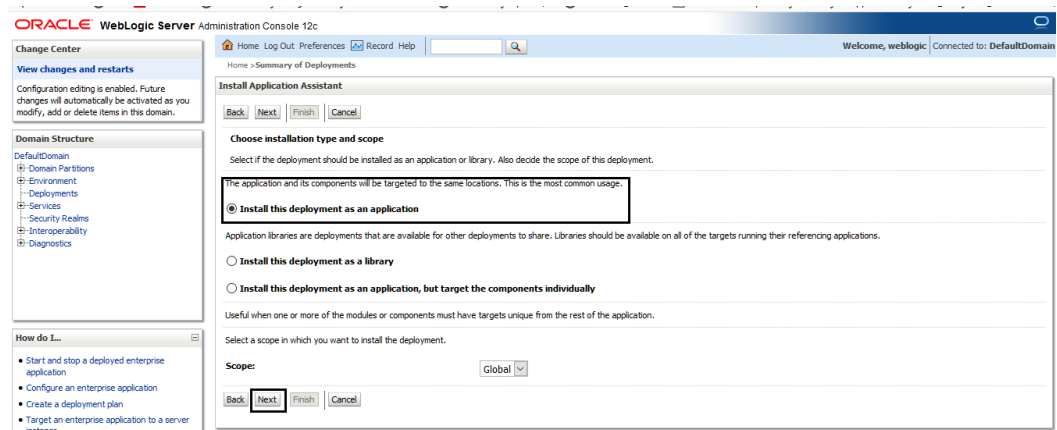 ORACLE WebLogic Server Administration Console 12c
Change Center
View changes and restarts
Configuration editing is enabled. Future
changes will automatically be activated as you
modify, add or delete items in this domain.
Domain Structure
DefaultDomain
Domain Partitions
Environment
Deployments
Services
Security Realms
Interoperability
Diagnostics
How do I...
Start and stop a deployed enterprise
application
Configure an enterprise application
Create a deployment plan
Target an enterprise application to a server
Home Log Out Preferences Record Help
Welcome, weblogic Connected to: DefaultDomain
Home >Summary of Deployments
Install Application Assistant
Back Next Finish Cancel
Choose installation type and scope
Select if the deployment should be installed as an application or library. Also decide the scope of this deployment.
The application and its components will be targeted to the same locations. This is the most common usage.
Install this deployment as an application
Application libraries are deployments that are available for other deployments to share. Libraries should be available on all of the targets running their referencing applications.
Install this deployment as a library
Install this deployment as an application, but target the components individually
Useful when one or more of the modules or components must have targets unique from the rest of the application.
Select a scope in which you want to install the deployment.
Scope: Global
Back Next Finish Cancel